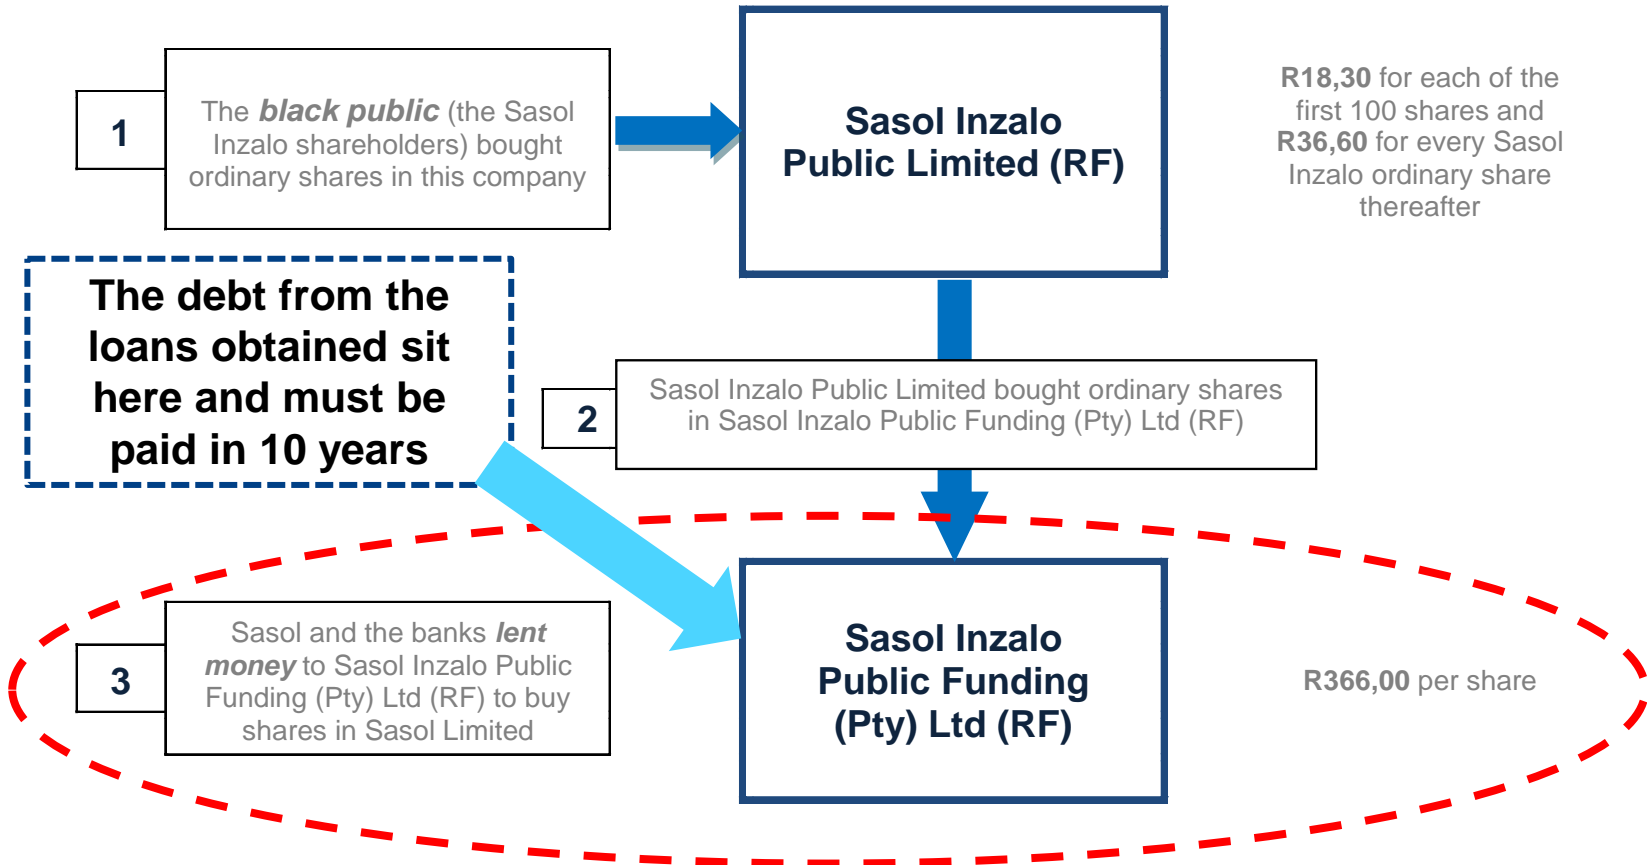 1
The black public (the Sasol
Inzalo shareholders) bought
ordinary shares in this company
Sasol Inzalo
Public Limited (RF)
R18,30 for each of the
first 100 shares and
R36,60 for every Sasol
Inzalo ordinary share
thereafter
The debt from the
loans obtained sit
here and must be
paid in 10 years
2
Sasol Inzalo Public Limited bought ordinary shares
in Sasol Inzalo Public Funding (Pty) Ltd (RF)
3
Sasol and the banks lent
money to Sasol Inzalo Public
Funding (Pty) Ltd (RF) to buy
shares in Sasol Limited
Sasol Inzalo
Public Funding
(Pty) Ltd (RF)
R366,00 per share